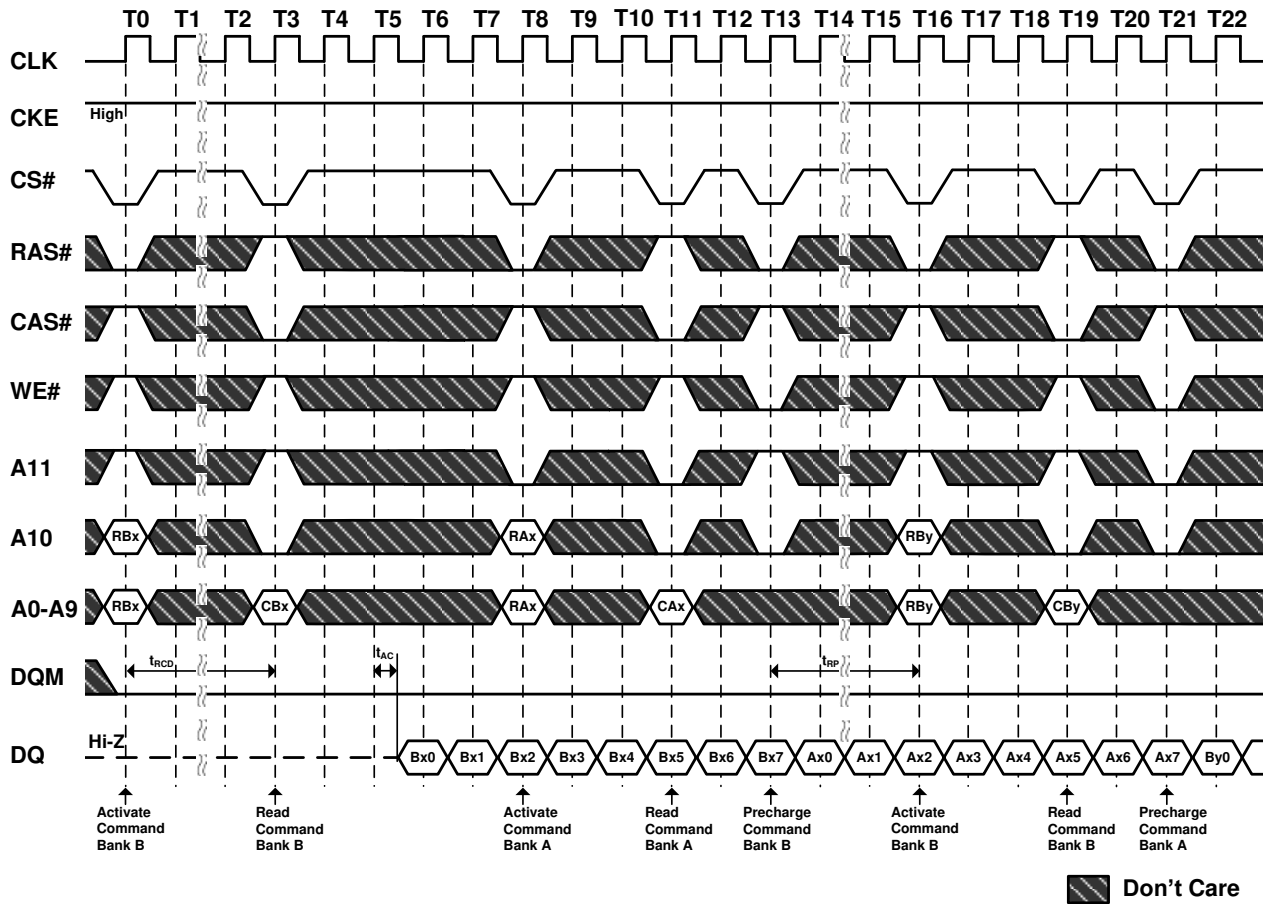 T0 T1 T2 T3 T4 T5 T6 T7 T8 T9 T10 T11 T12 T13 T14 T15 T16 T17 T18 T19 T20 T21 T22
CLK
CKE
High
CS#
RAS#
CAS#
WE#
A11
A10
RBx RAx RBy
A0-A9
RBx CBx RAx CAx RBy CBy
DQM
tRCD tAC tRP
DQ
Hi-Z
Bx0 Bx1 Bx2 Bx3 Bx4 Bx5 Bx6 Bx7 Ax0 Ax1 Ax2 Ax3 Ax4 Ax5 Ax6 Ax7 By0
Activate
Command
Bank B
Read
Command
Bank B
Activate
Command
Bank A
Read
Command
Bank A
Precharge
Command
Bank B
Activate
Command
Bank B
Read
Command
Bank B
Precharge
Command
Bank A
Don't Care